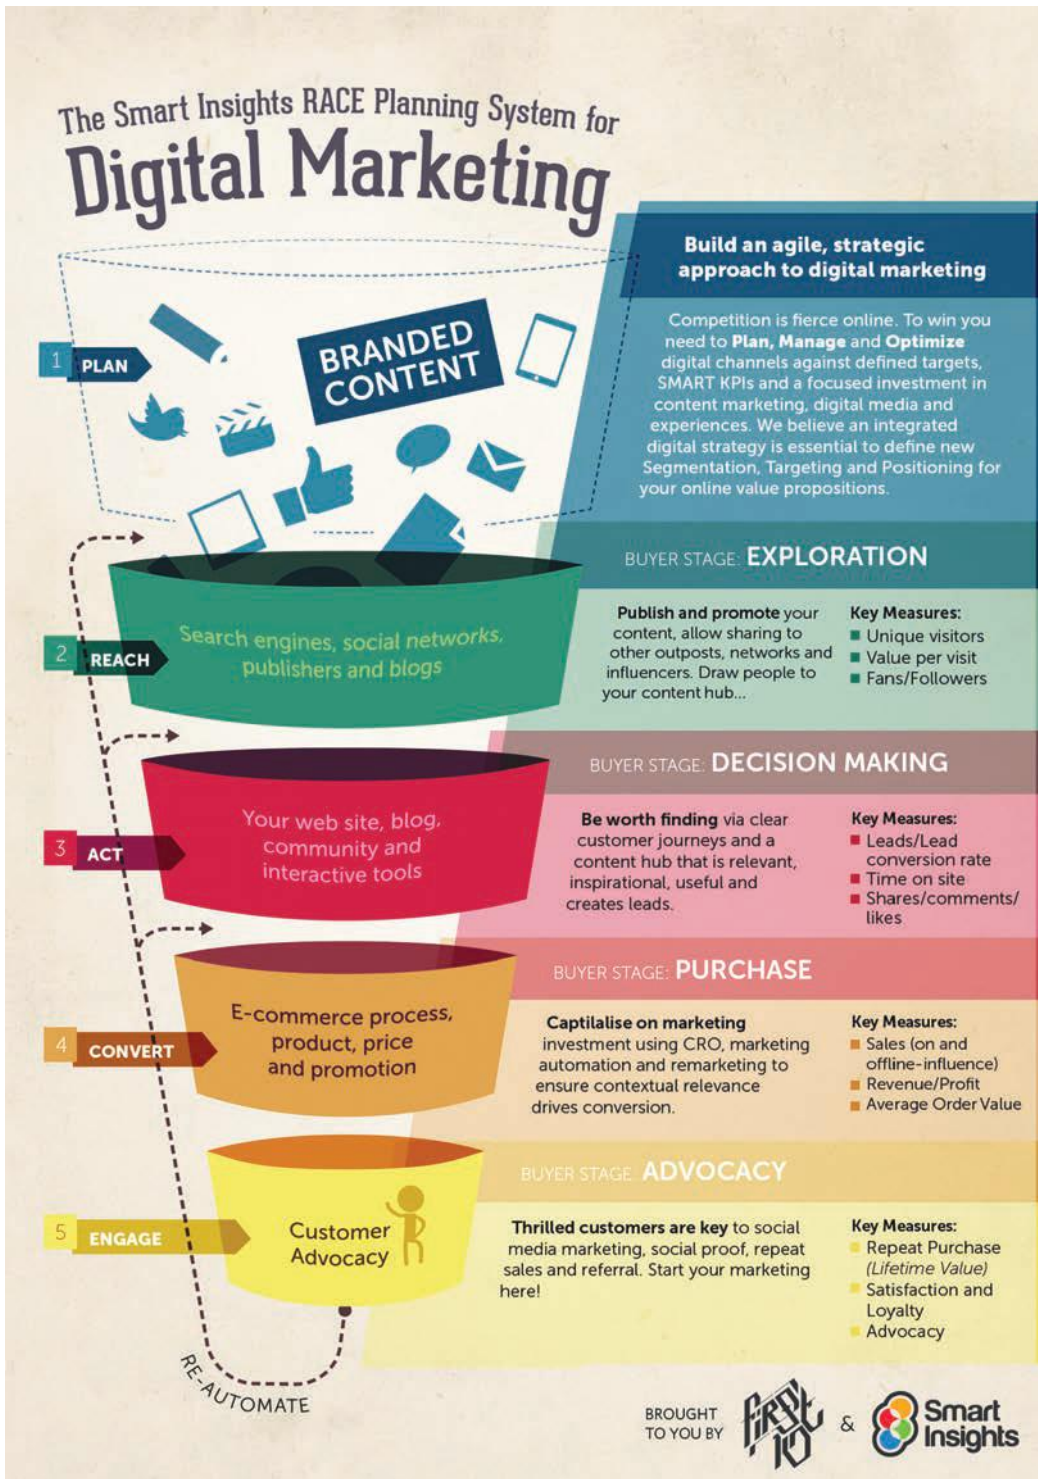 The Smart Insights RACE Planning System for
Digital Marketing
Build an agile, strategic
approach to digital marketing
Competition is fierce online. To win you
need to Plan, Manage and Optimize
digital channels against defined targets,
SMART KPIs and a focused investment in
content marketing, digital media and
experiences. We believe an integrated
digital strategy is essential to define new
Segmentation, Targeting and Positioning for
your online value propositions.
1 PLAN
BRANDED
CONTENT
BUYER STAGE: EXPLORATION
2 REACH
Search engines, social networks,
publishers and blogs
Publish and promote your
content, allow sharing to
other outposts, networks and
influencers. Draw people to
your content hub...
Key Measures:
Unique visitors
Value per visit
Fans/Followers
BUYER STAGE: DECISION MAKING
3 ACT
Your web site, blog,
community and
interactive tools
Be worth finding via clear
customer journeys and a
content hub that is relevant,
inspirational, useful and
creates leads.
Key Measures:
Leads/Lead
conversion rate
Time on site
Shares/comments/
likes
BUYER STAGE: PURCHASE
4 CONVERT
E-commerce process,
product, price
and promotion
Captilalise on marketing
investment using CRO, marketing
automation and remarketing to
ensure contextual relevance
drives conversion.
Key Measures:
Sales (on and
offline-influence)
Revenue/Profit
Average Order Value
BUYER STAGE: ADVOCACY
5 ENGAGE
Customer
Advocacy
Thrilled customers are key to social
media marketing, social proof, repeat
sales and referral. Start your marketing
here!
Key Measures:
Repeat Purchase
(Lifetime Value)
Satisfaction and
Loyalty
Advocacy
RE-AUTOMATE
BROUGHT
TO YOU BY
FIRST
10
&
Smart
Insights